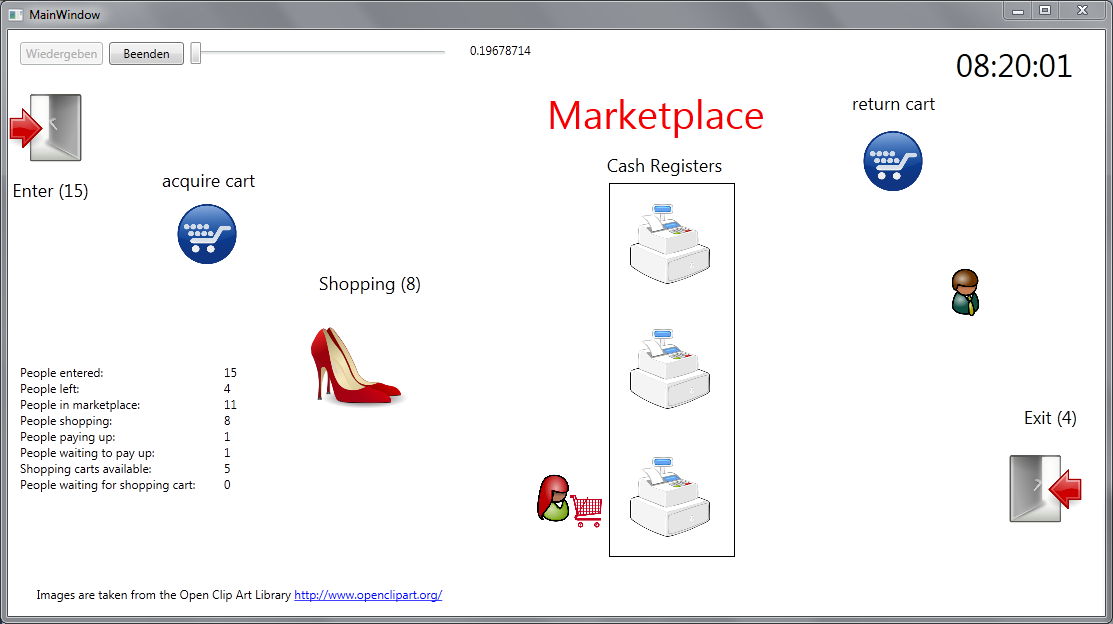 MainWindow
Wiedergeben Beenden 0.19678714
08:20:01
Marketplace
return cart
Cash Registers
Enter (15)
acquire cart
Shopping (8)
People entered: 15
People left: 4
People in marketplace: 11
People shopping: 8
People paying up: 1
People waiting to pay up: 1
Shopping carts available: 5
People waiting for shopping cart: 0
Exit (4)
Images are taken from the Open Clip Art Library http://www.openclipart.org/